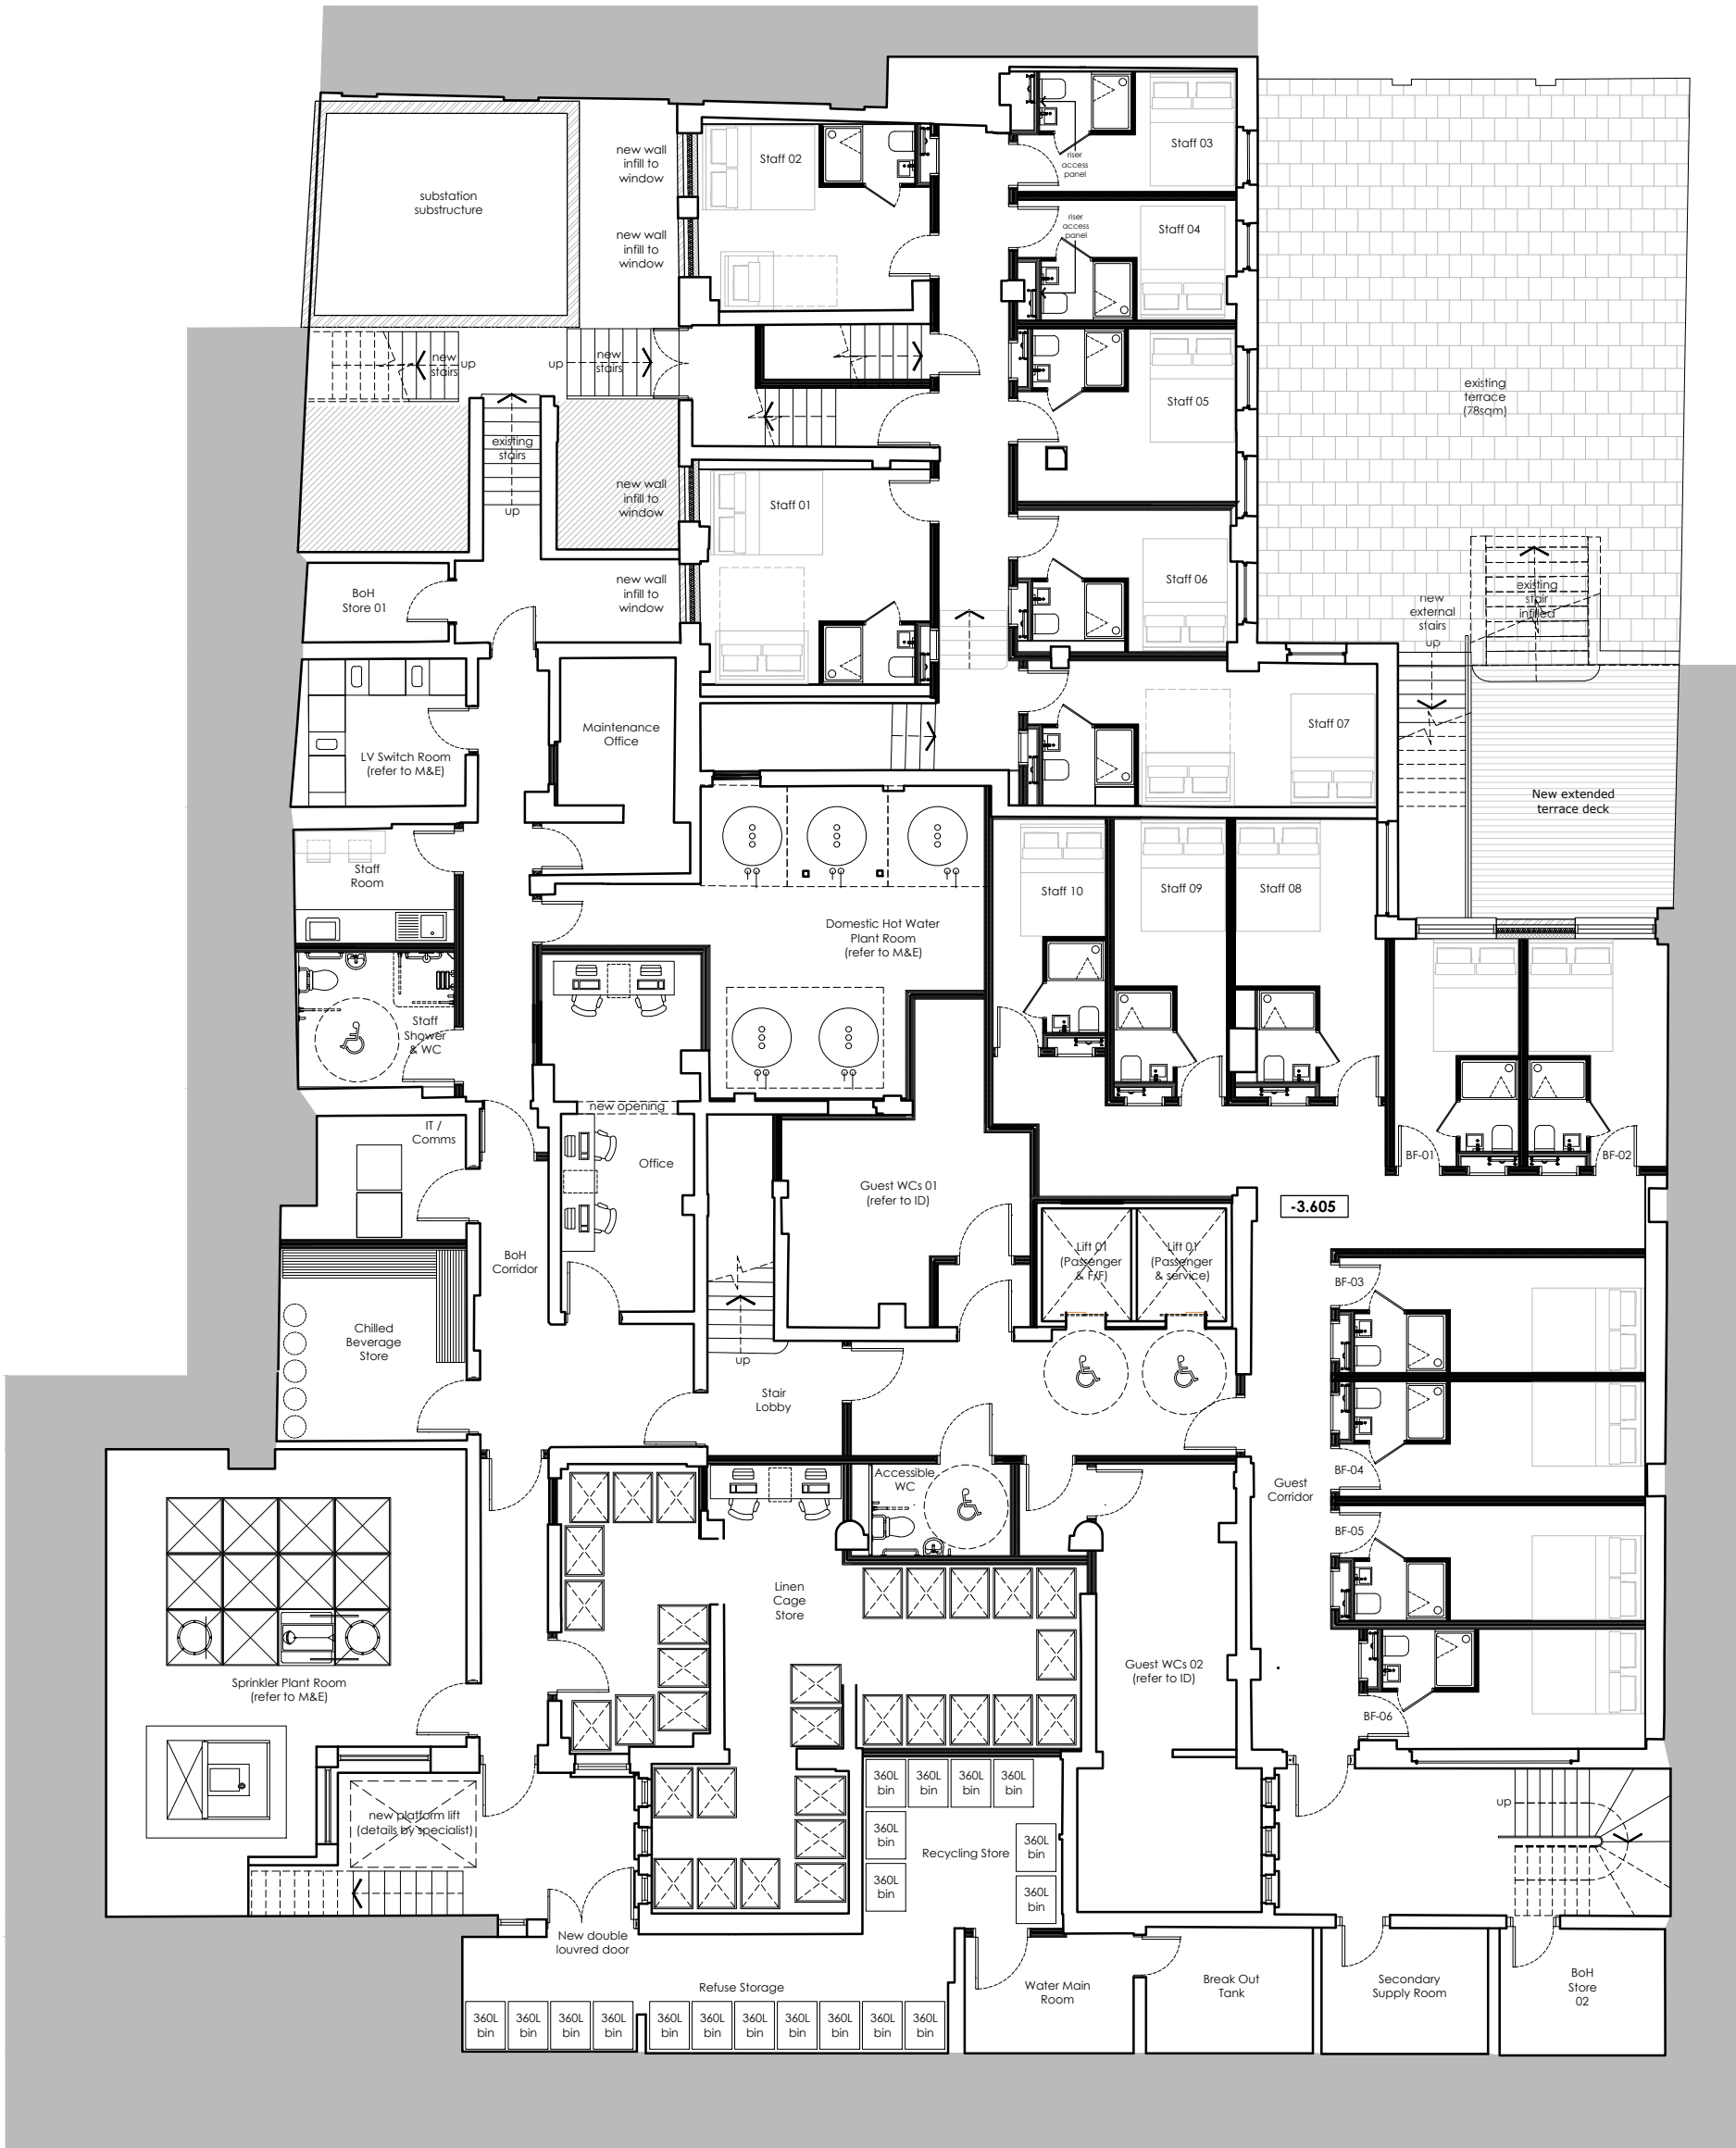 Staff 03
riser
access
panel
Staff 02
new wall
infill to
window
substation
substructure
riser
access
panel
Staff 04
new wall
infill to
window
new
stairs
up
up
new
stairs
existing
terrace
(78sqm)
Staff 05
existing
stairs
up
new wall
infill to
window
Staff 01
Staff 06
new wall
infill to
window
BoH
Store 01
existing
stair
infilled
new
external
stairs
up
Maintenance
Office
Staff 07
LV Switch Room
(refer to M&E)
New extended
terrace deck
Staff
Room
Staff 10
Staff 09
Staff 08
Domestic Hot Water
Plant Room
(refer to M&E)
Staff
Shower
& WC
new opening
IT /
Comms
Office
BF-01
BF-02
Guest WCs 01
(refer to ID)
-3.605
BoH
Corridor
Lift 01
(Passenger
& F/F)
Lift 01
(Passenger
& service)
BF-03
Chilled
Beverage
Store
up
Stair
Lobby
BF-04
Accessible
WC
Guest
Corridor
BF-05
Linen
Cage
Store
Sprinkler Plant Room
(refer to M&E)
Guest WCs 02
(refer to ID)
BF-06
360L
bin
360L
bin
360L
bin
360L
bin
new platform lift
(details by specialist)
up
360L
bin
360L
bin
Recycling Store
360L
bin
360L
bin
New double
louvred door
Refuse Storage
Water Main
Room
Break Out
Tank
Secondary
Supply Room
BoH
Store
02
360L
bin
360L
bin
360L
bin
360L
bin
360L
bin
360L
bin
360L
bin
360L
bin
360L
bin
360L
bin
360L
bin